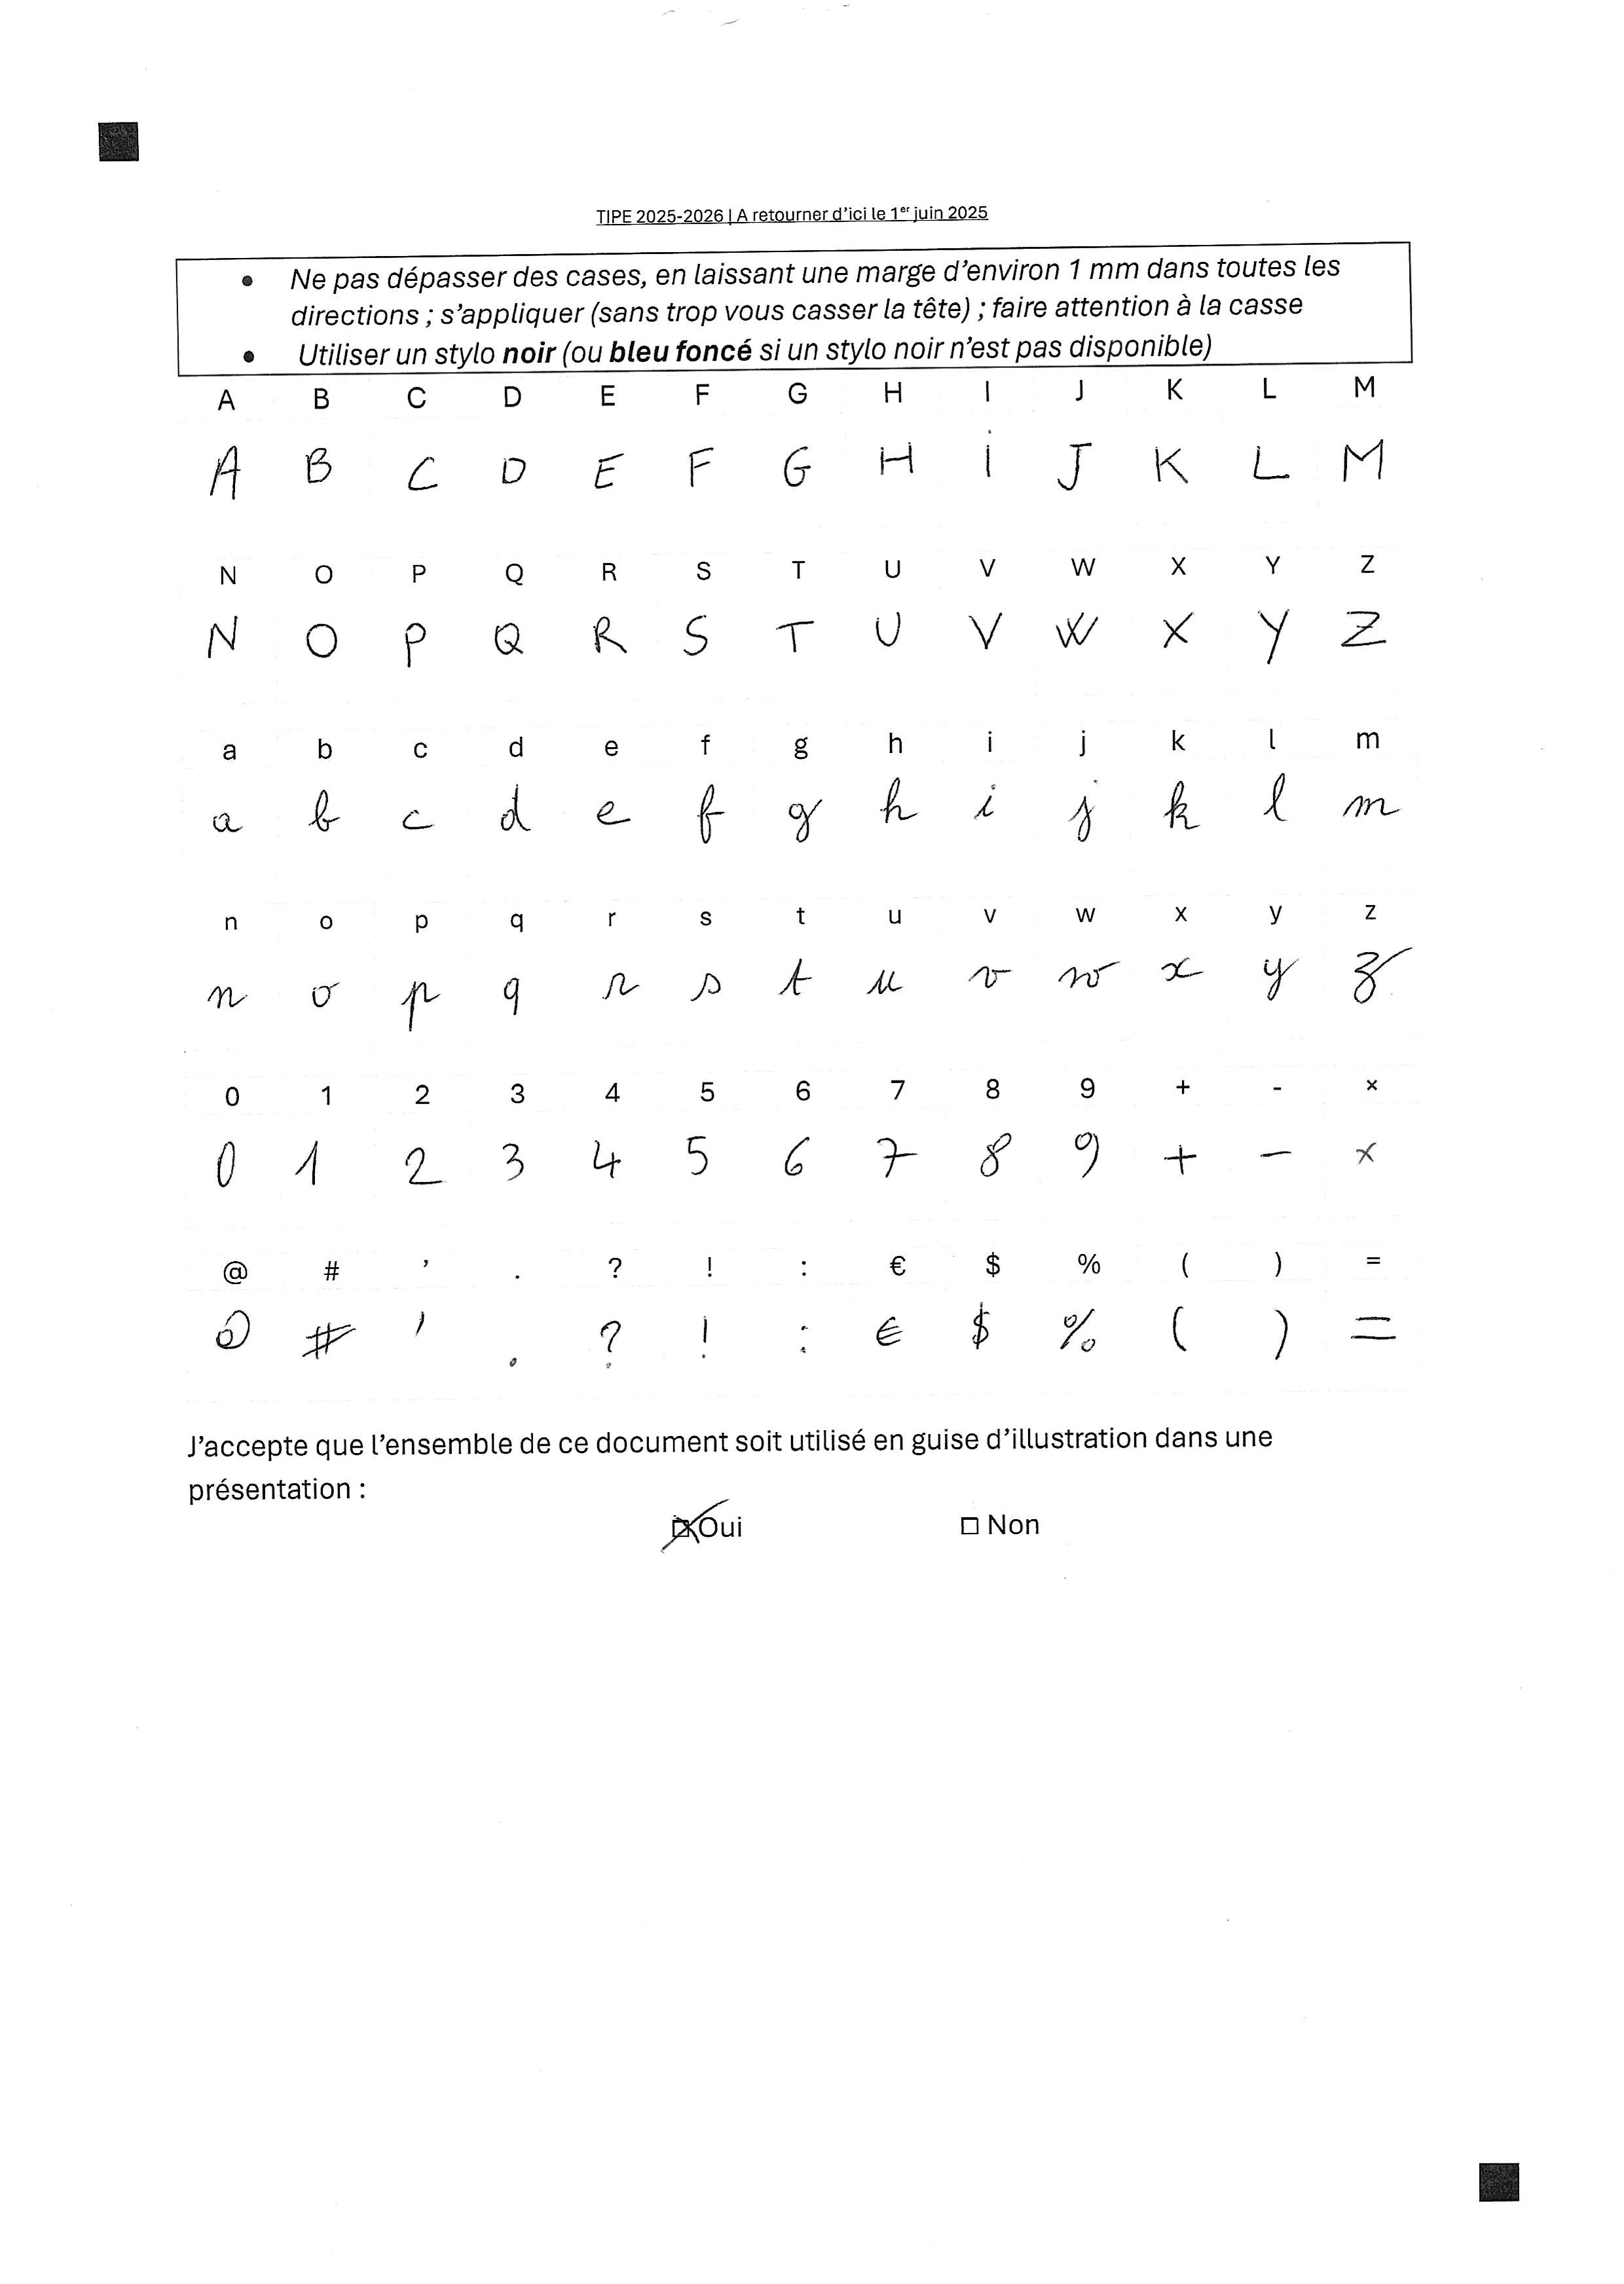 TIPE 2025-2026 | A retourner d'ici le 1er juin 2025
• Ne pas dépasser des cases, en laissant une marge d'environ 1 mm dans toutes les
directions ; s'appliquer (sans trop vous casser la tête) ; faire attention à la casse
• Utiliser un stylo noir (ou bleu foncé si un stylo noir n'est pas disponible)
A B C D E F G H I J K L M
A B C D E F G H i J K L M
N O P Q R S T U V W X Y Z
N O P Q R S T U V W X Y Z
a b c d e f g h i j k l m
a b c d e f g h i j k l m
n o p q r s t u v w x y z
n o p q r s t u v w x y z
0 1 2 3 4 5 6 7 8 9 + - ×
0 1 2 3 4 5 6 7 8 9 + - ×
@ # ' . ? ! : € $ % ( ) =
@ # ' . ? ! : € $ % ( ) =
J'accepte que l'ensemble de ce document soit utilisé en guise d'illustration dans une
présentation :
☒ Oui ☐ Non